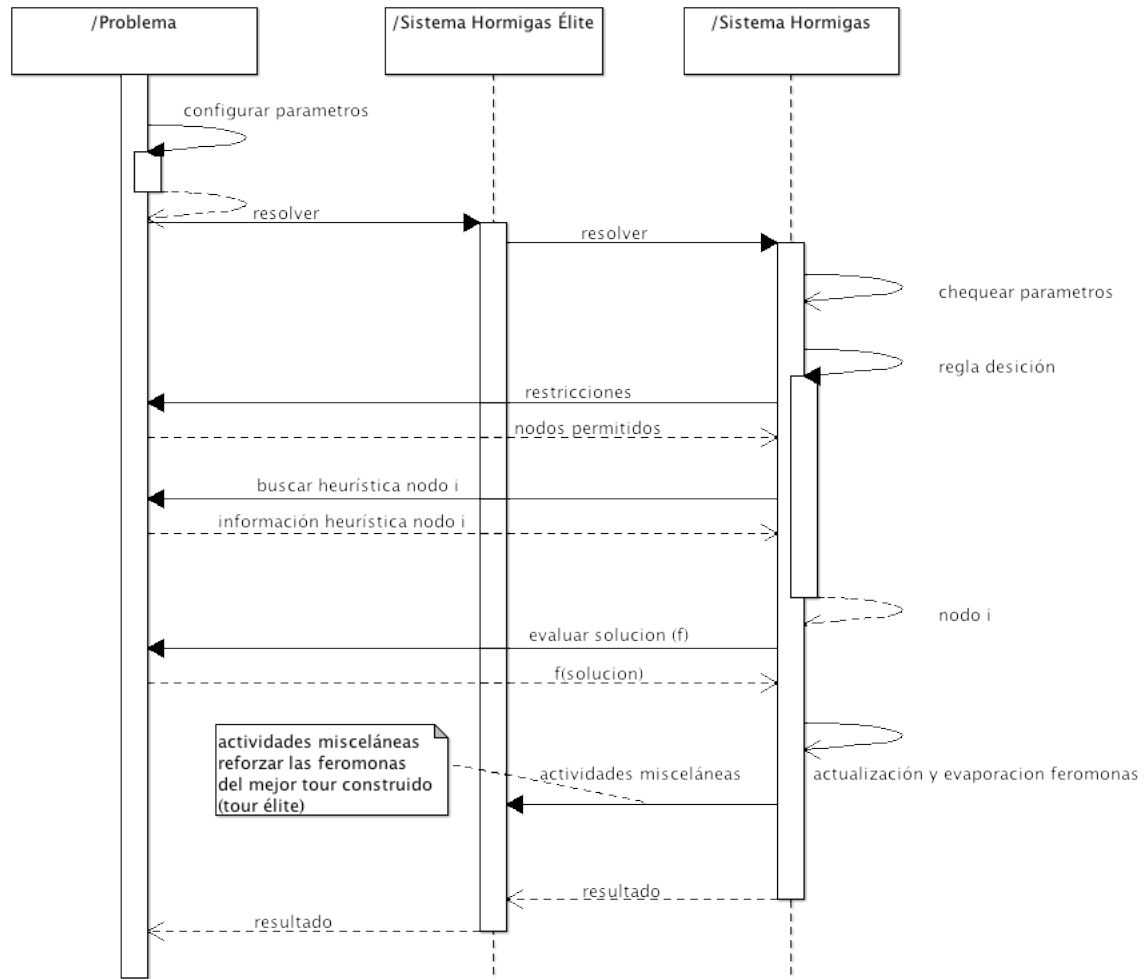 /Problema
/Sistema Hormigas Élite
/Sistema Hormigas
configurar parametros
resolver
resolver
chequear parametros
regla desición
restricciones
nodos permitidos
buscar heurística nodo i
información heurística nodo i
nodo i
evaluar solucion (f)
f(solucion)
actividades misceláneas
reforzar las feromonas
del mejor tour construido
(tour élite)
actividades misceláneas
actualización y evaporacion feromonas
resultado
resultado